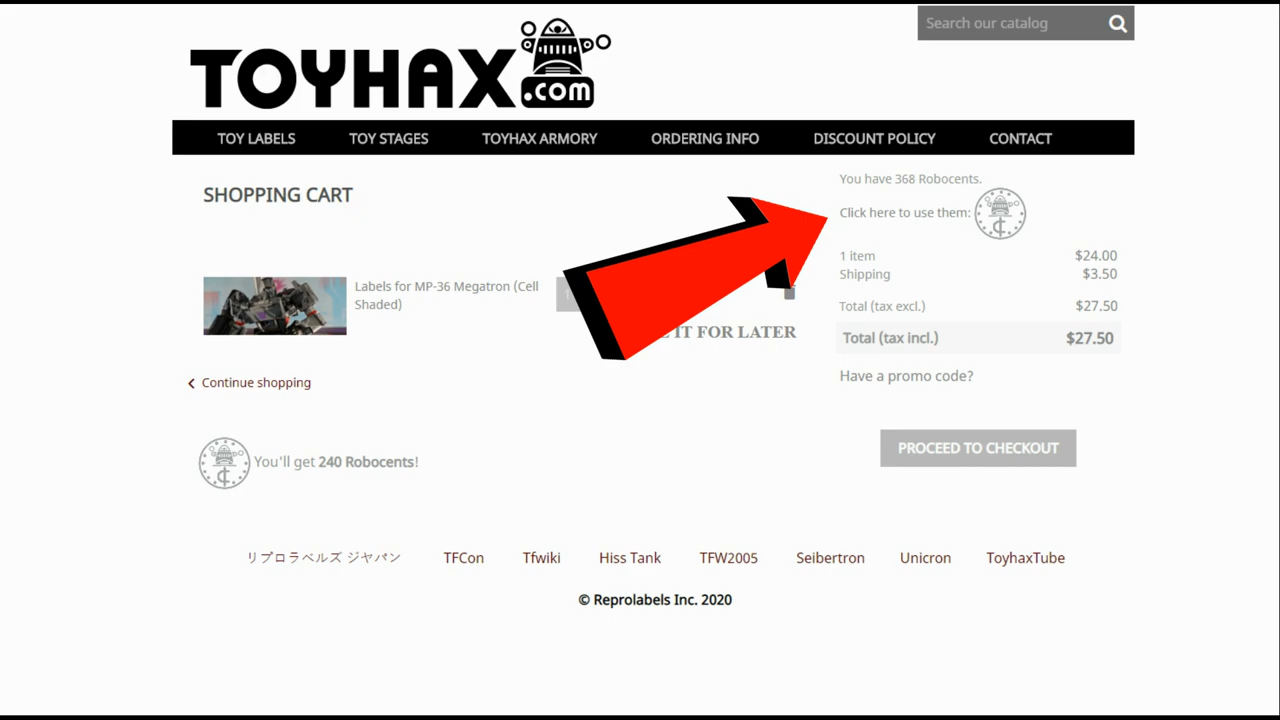 Search our catalog
TOYHAX
.com
TOY LABELS
TOY STAGES
TOYHAX ARMORY
ORDERING INFO
DISCOUNT POLICY
CONTACT
SHOPPING CART
Labels for MP-36 Megatron (Cell
Shaded)
IT FOR LATER
Continue shopping
You'll get 240 Robocents!
You have 368 Robocents.
Click here to use them:
1 item $24.00
Shipping $3.50
Total (tax excl.) $27.50
Total (tax incl.) $27.50
Have a promo code?
PROCEED TO CHECKOUT
リプロラベルズ ジヤパン
TFCon
Tfwiki
Hiss Tank
TFW2005
Seibertron
Unicron
ToyhaxTube
© Reprolabels Inc. 2020